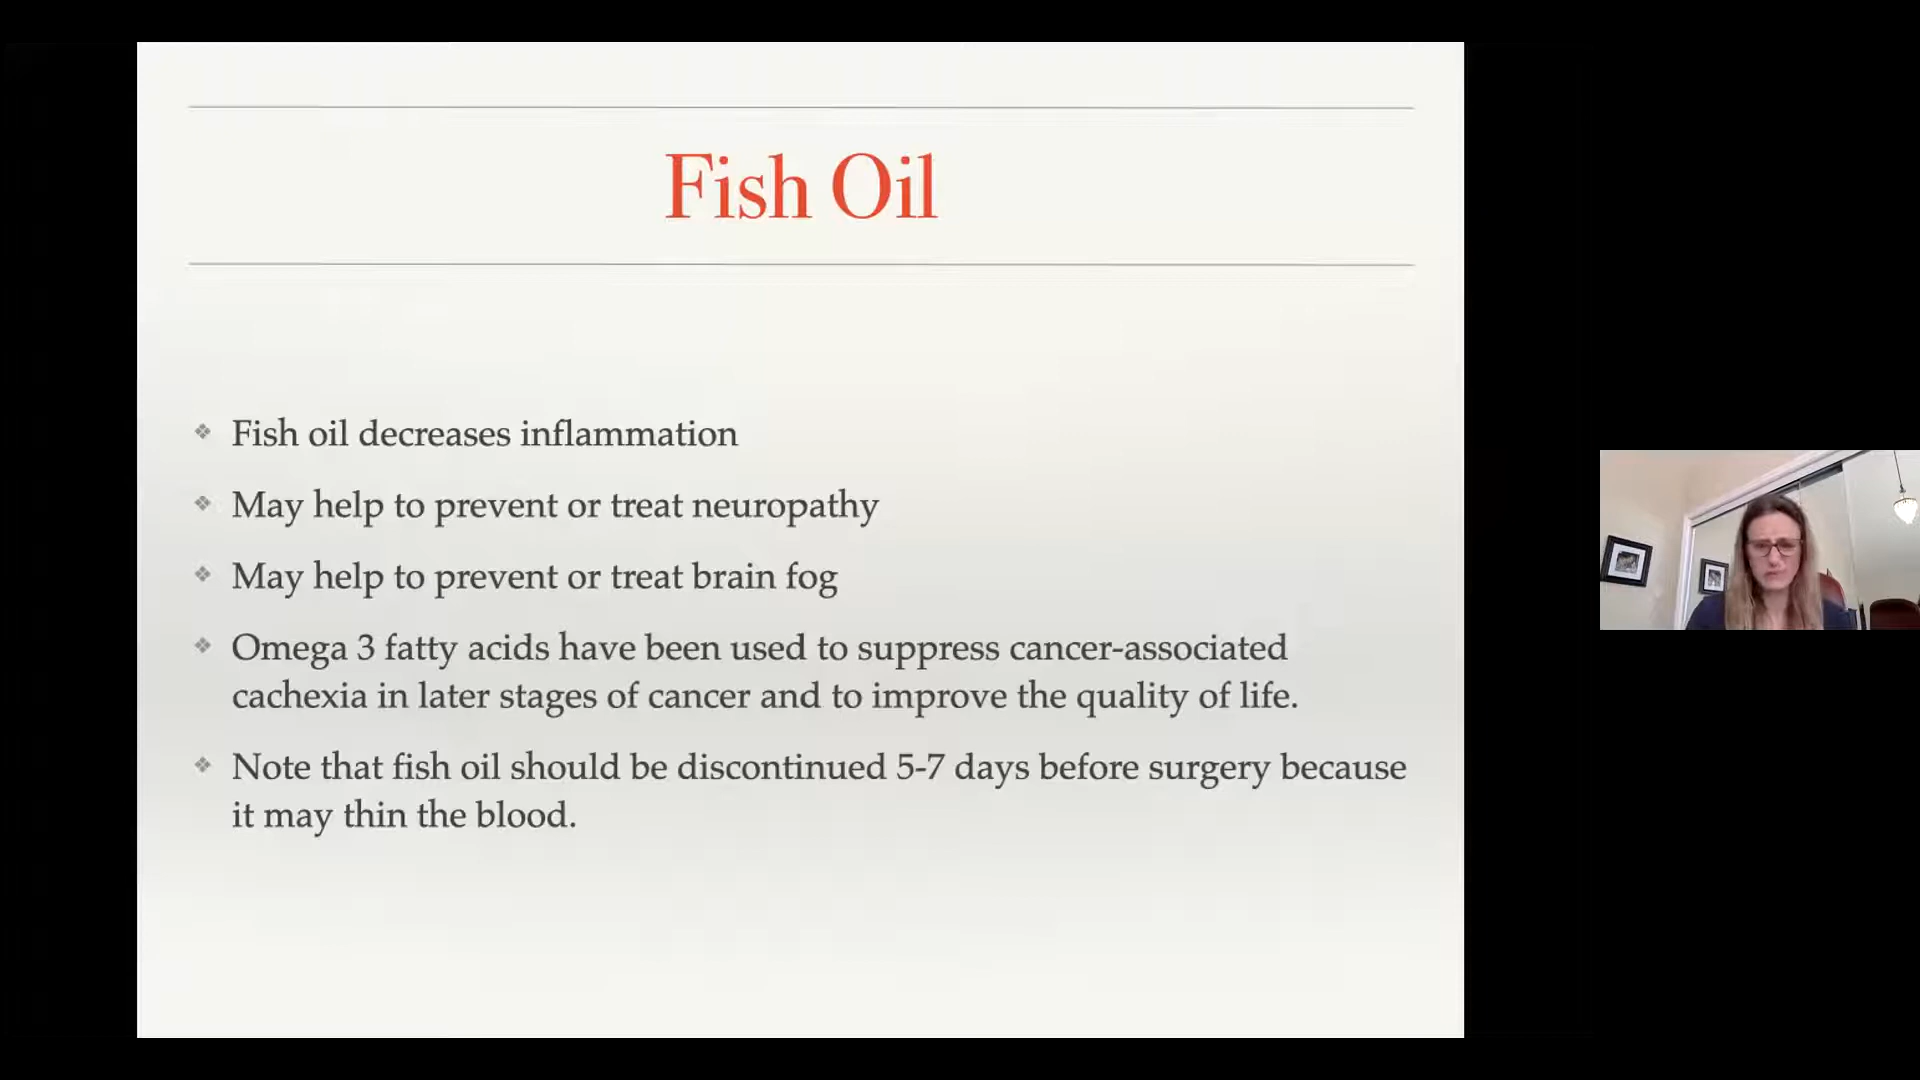 Fish Oil
Fish oil decreases inflammation
May help to prevent or treat neuropathy
May help to prevent or treat brain fog
Omega 3 fatty acids have been used to suppress cancer-associated
cachexia in later stages of cancer and to improve the quality of life.
Note that fish oil should be discontinued 5-7 days before surgery because
it may thin the blood.